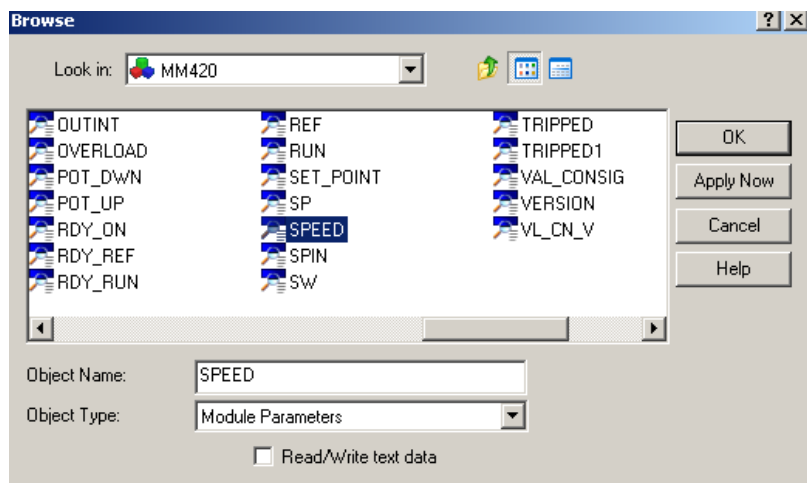 Browse
Look in: MM420
OUTINT
OVERLOAD
POT_DWN
POT_UP
RDY_ON
RDY_REF
RDY_RUN
REF
RUN
SET_POINT
SP
SPEED
SPIN
SW
TRIPPED
TRIPPED1
VAL_CONSIG
VERSION
VL_CN_V
OK
Apply Now
Cancel
Help
Object Name: SPEED
Object Type: Module Parameters
Read/Write text data